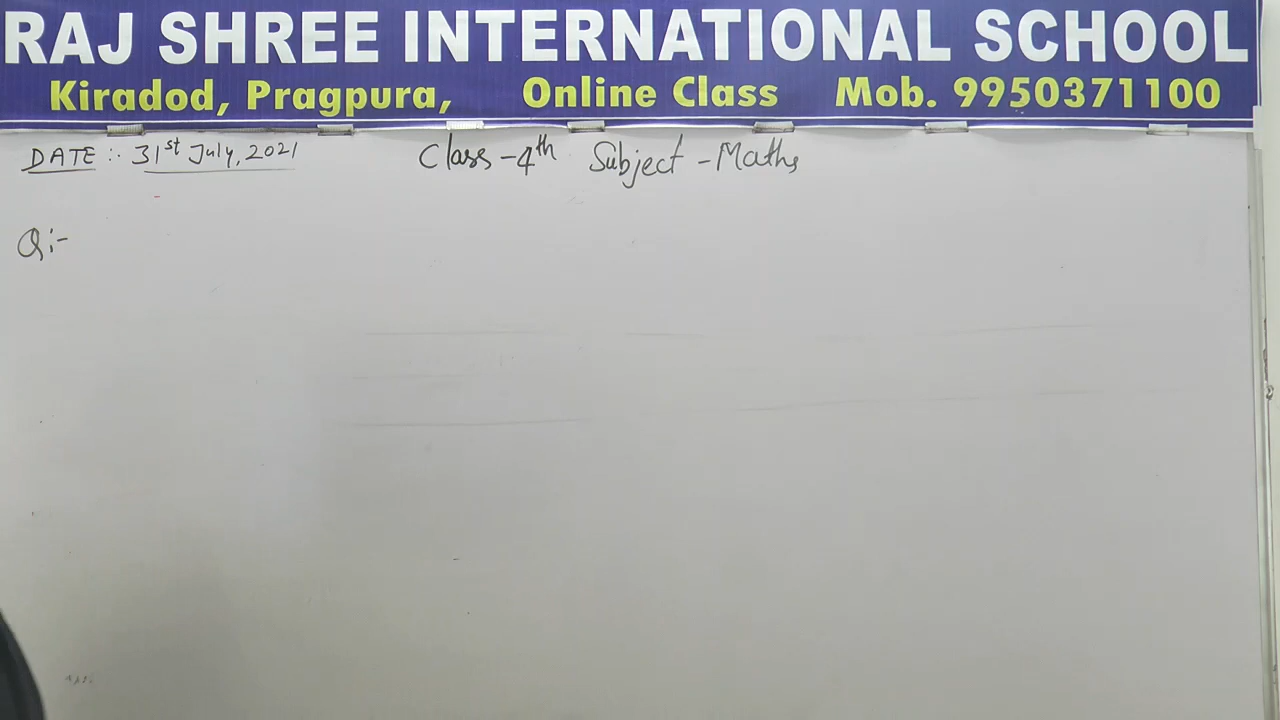 RAJ SHREE INTERNATIONAL SCHOOL
Kiradod, Pragpura, Online Class Mob. 9950371100
DATE :- 31st July, 2021 Class -4th Subject - Maths
Q:-